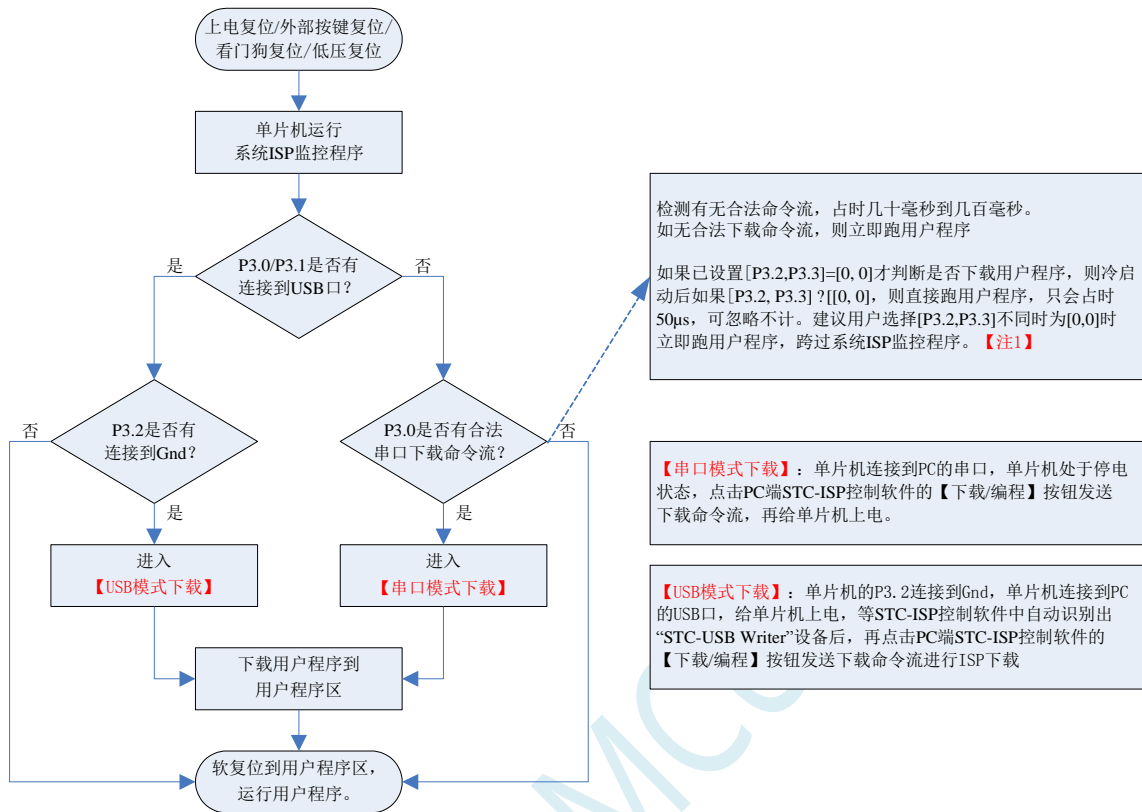 上电复位/外部按键复位/
看门狗复位/低压复位
单片机运行
系统ISP监控程序
P3.0/P3.1是否有
连接到USB口?
是
否
P3.2是否有
连接到Gnd?
否
是
P3.0是否有合法
串口下载命令流?
否
是
进入
【USB模式下载】
进入
【串口模式下载】
下载用户程序到
用户程序区
软复位到用户程序区，
运行用户程序。
检测有无合法命令流，占时几十毫秒到几百毫秒。
如无合法下载命令流，则立即跑用户程序
如果已设置[P3.2,P3.3]=[0, 0]才判断是否下载用户程序，则冷启
动后如果[P3.2, P3.3] ?[[0, 0]，则直接跑用户程序，只会占时
50μs，可忽略不计。建议用户选择[P3.2,P3.3]不同时为[0,0]时
立即跑用户程序，跨过系统ISP监控程序。【注1】
【串口模式下载】：单片机连接到PC的串口，单片机处于停电
状态，点击PC端STC-ISP控制软件的【下载/编程】按钮发送
下载命令流，再给单片机上电。
【USB模式下载】：单片机的P3.2连接到Gnd，单片机连接到PC
的USB口，给单片机上电，等STC-ISP控制软件中自动识别出
“STC-USB Writer”设备后，再点击PC端STC-ISP控制软件的
【下载/编程】按钮发送下载命令流进行ISP下载
MCU